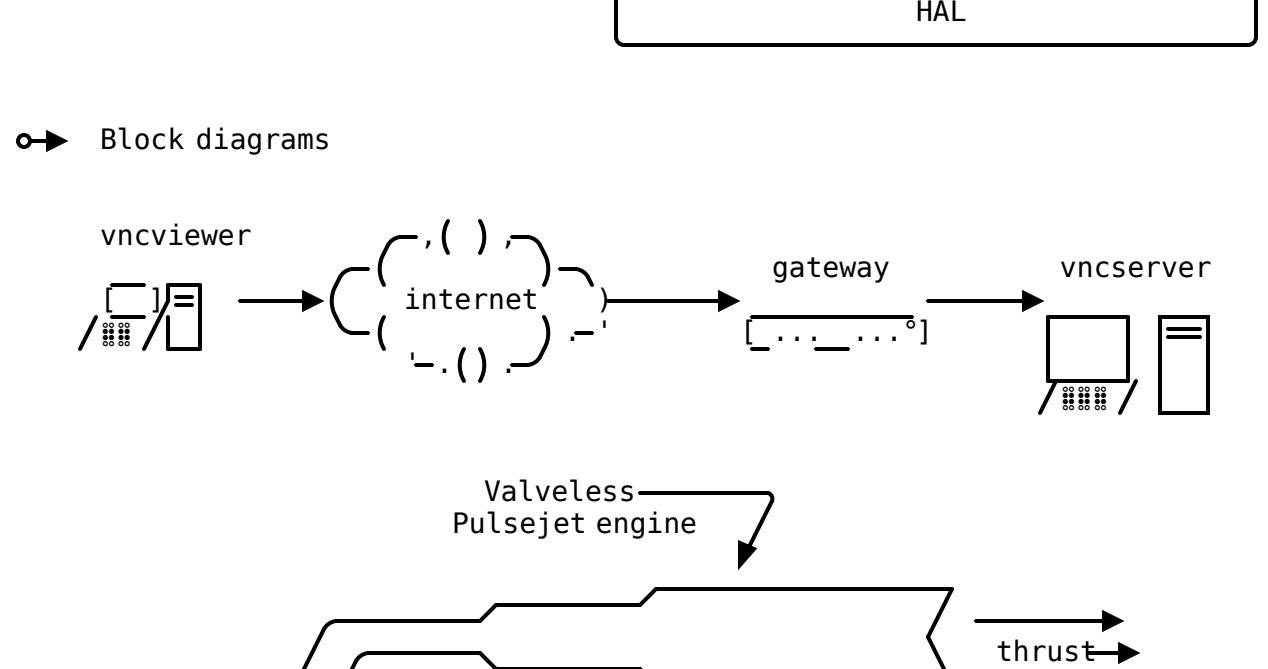 HAL
Block diagrams
vncviewer
gateway
vncserver
internet
Valveless
Pulsejet engine
thrust